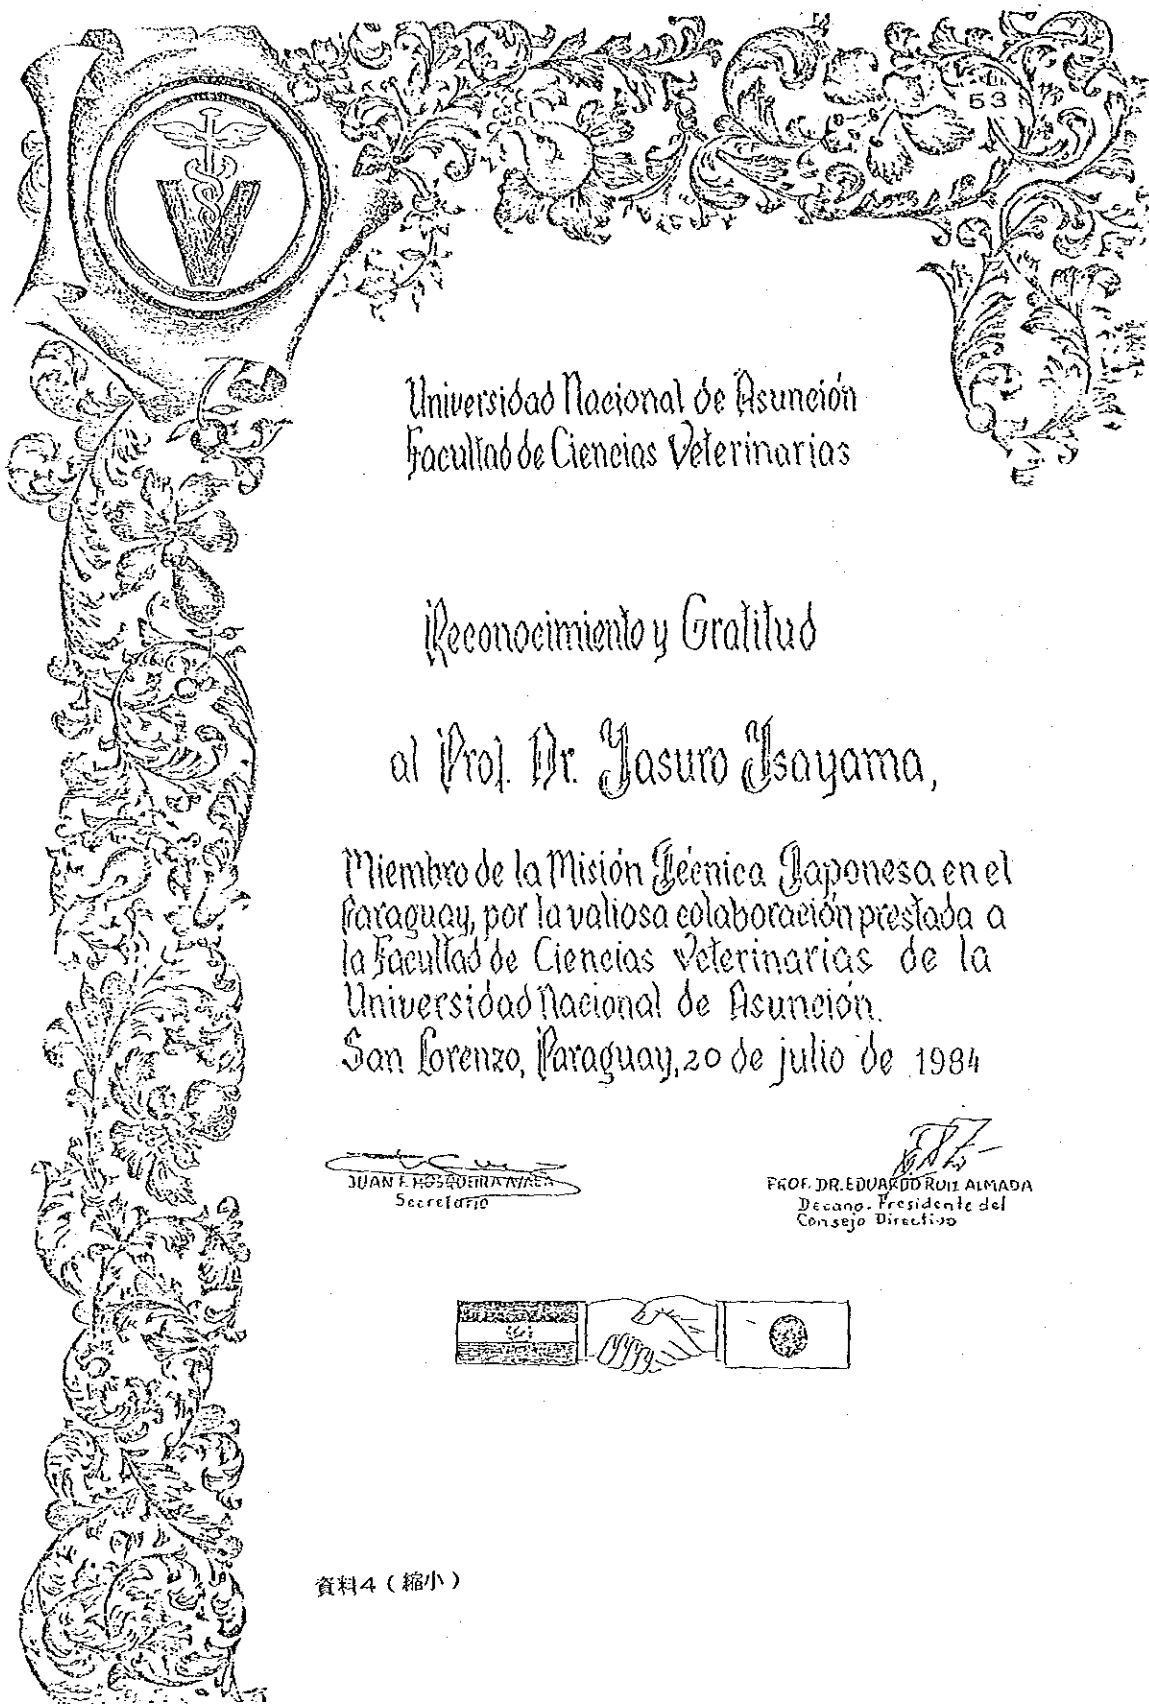 53
Universidad Nacional de Asunción
Facultad de Ciencias Veterinarias
Reconocimiento y Gratitud
al Prof. Dr. Yasuro Isayama,
Miembro de la Misión Técnica Japonesa en el
Paraguay, por la valiosa colaboración prestada a
la Facultad de Ciencias Veterinarias de la
Universidad Nacional de Asunción.
San Lorenzo, Paraguay, 20 de julio de 1984
JUAN F. MOSQUEIRA AYALA
Secretario
PROF. DR. EDUARDO RUIZ ALMADA
Decano. Presidente del
Consejo Directivo
資料4(縮小)